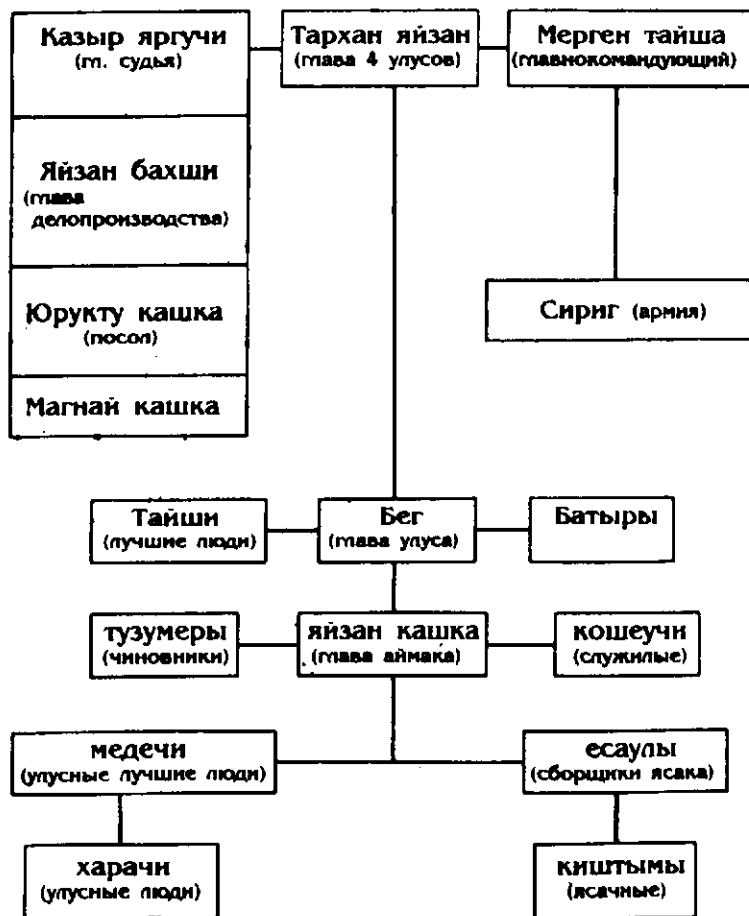 Казыр яргучи
(гл. судья)
Тархан яйзан
(глава 4 улусов)
Мерген тайша
(главнокомандующий)
Яйзан бахши
(глава
делопроизводства)
Юрукту кашка
(посол)
Магнай кашка
Сириг (армия)
Тайши
(лучшие люди)
Бег
(глава улуса)
Батыры
тузумеры
(чиновники)
яйзан кашка
(глава аймака)
кошеучи
(служилые)
медечи
(улусные лучшие люди)
есаулы
(сборщики ясака)
харачи
(улусные люди)
киштымы
(ясачные)